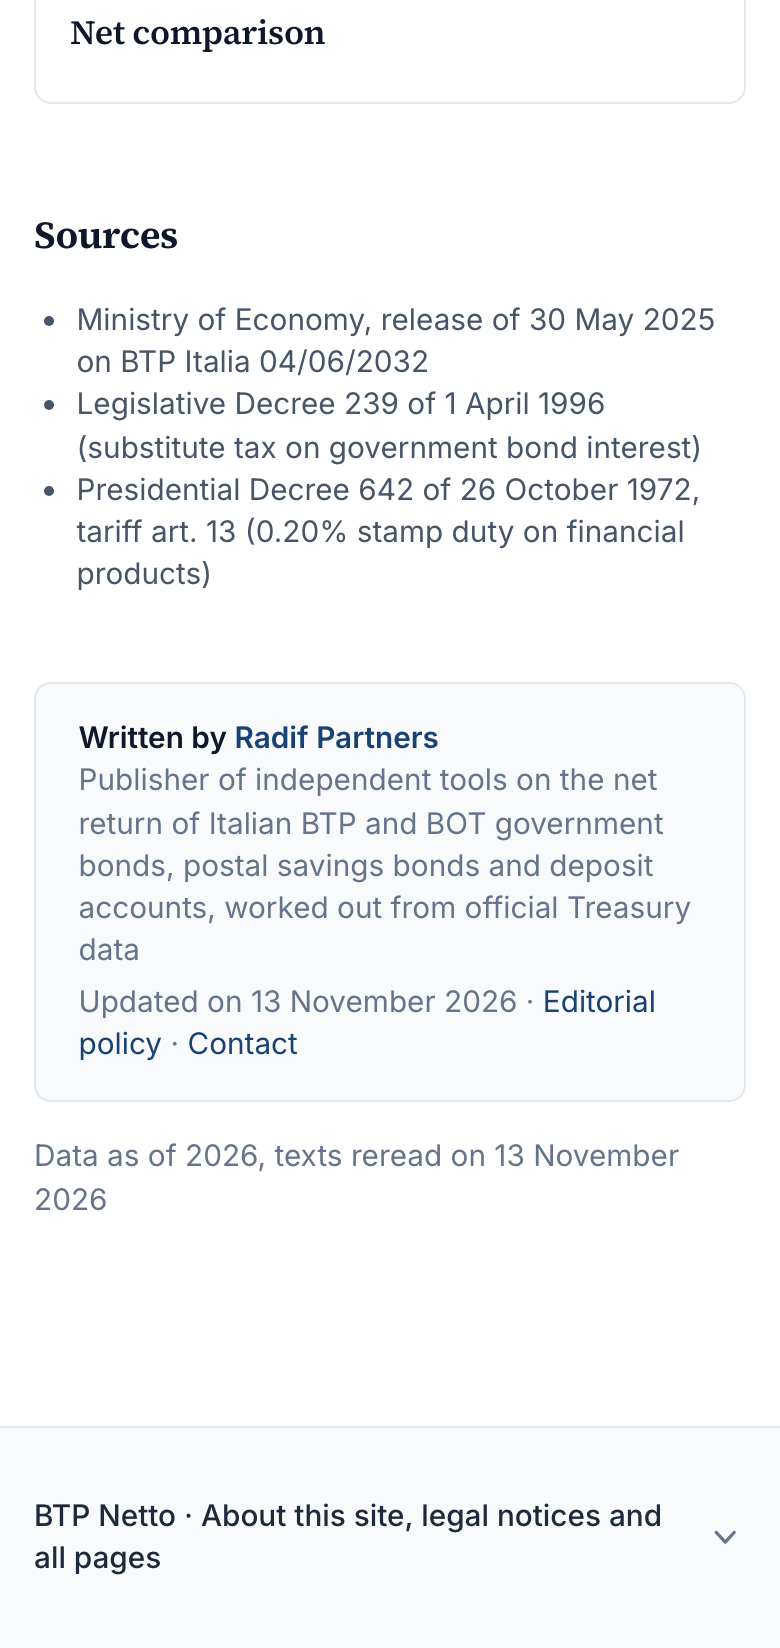 Net comparison
Sources
• Ministry of Economy, release of 30 May 2025
on BTP Italia 04/06/2032
• Legislative Decree 239 of 1 April 1996
(substitute tax on government bond interest)
• Presidential Decree 642 of 26 October 1972,
tariff art. 13 (0.20% stamp duty on financial
products)
Written by Radif Partners
Publisher of independent tools on the net
return of Italian BTP and BOT government
bonds, postal savings bonds and deposit
accounts, worked out from official Treasury
data
Updated on 13 November 2026 · Editorial
policy · Contact
Data as of 2026, texts reread on 13 November
2026
BTP Netto · About this site, legal notices and
all pages